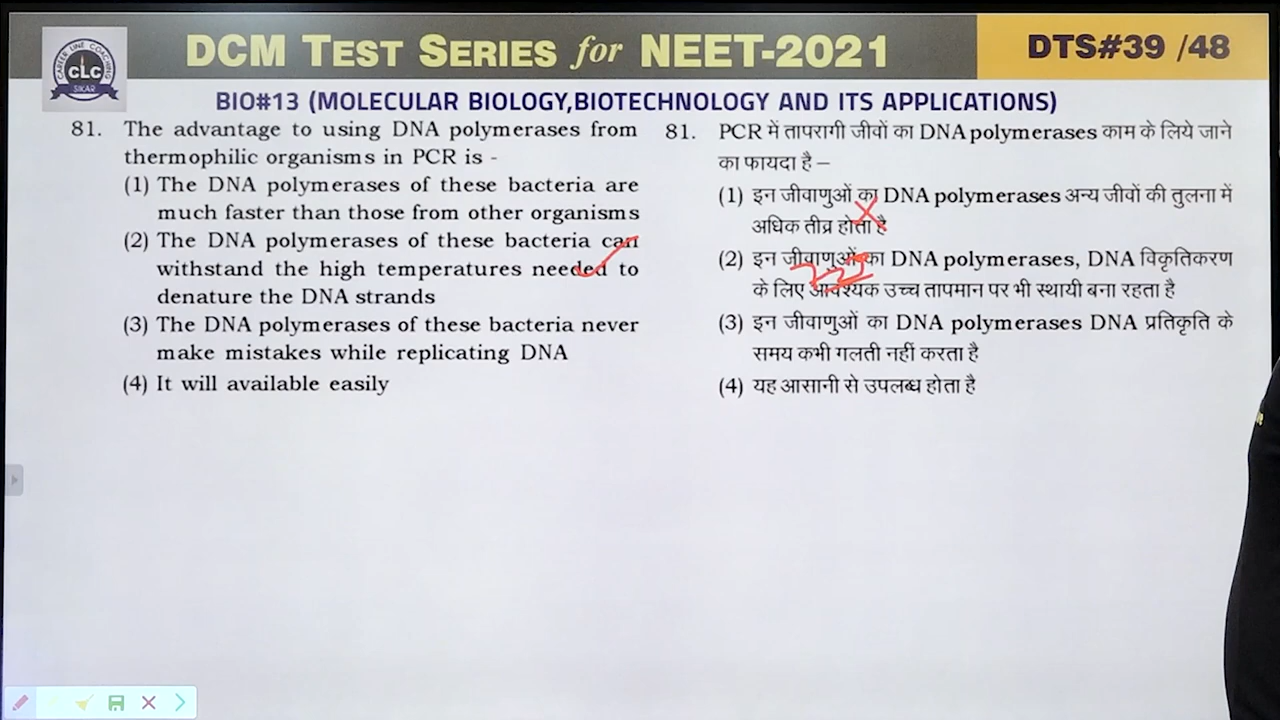 DCM TEST SERIES for NEET-2021
DTS#39 /48
CAREER LINE COACHING
CLC
SIKAR
BIO#13 (MOLECULAR BIOLOGY,BIOTECHNOLOGY AND ITS APPLICATIONS)
81. The advantage to using DNA polymerases from
thermophilic organisms in PCR is -
(1) The DNA polymerases of these bacteria are
much faster than those from other organisms
(2) The DNA polymerases of these bacteria can
withstand the high temperatures needed to
denature the DNA strands
(3) The DNA polymerases of these bacteria never
make mistakes while replicating DNA
(4) It will available easily
81. PCR में तापरागी जीवों का DNA polymerases काम के लिये जाने
का फायदा है –
(1) इन जीवाणुओं का DNA polymerases अन्य जीवों की तुलना में
अधिक तीव्र होता है
(2) इन जीवाणुओं का DNA polymerases, DNA विकृतिकरण
के लिए आवश्यक उच्च तापमान पर भी स्थायी बना रहता है
(3) इन जीवाणुओं का DNA polymerases DNA प्रतिकृति के
समय कभी गलती नहीं करता है
(4) यह आसानी से उपलब्ध होता है